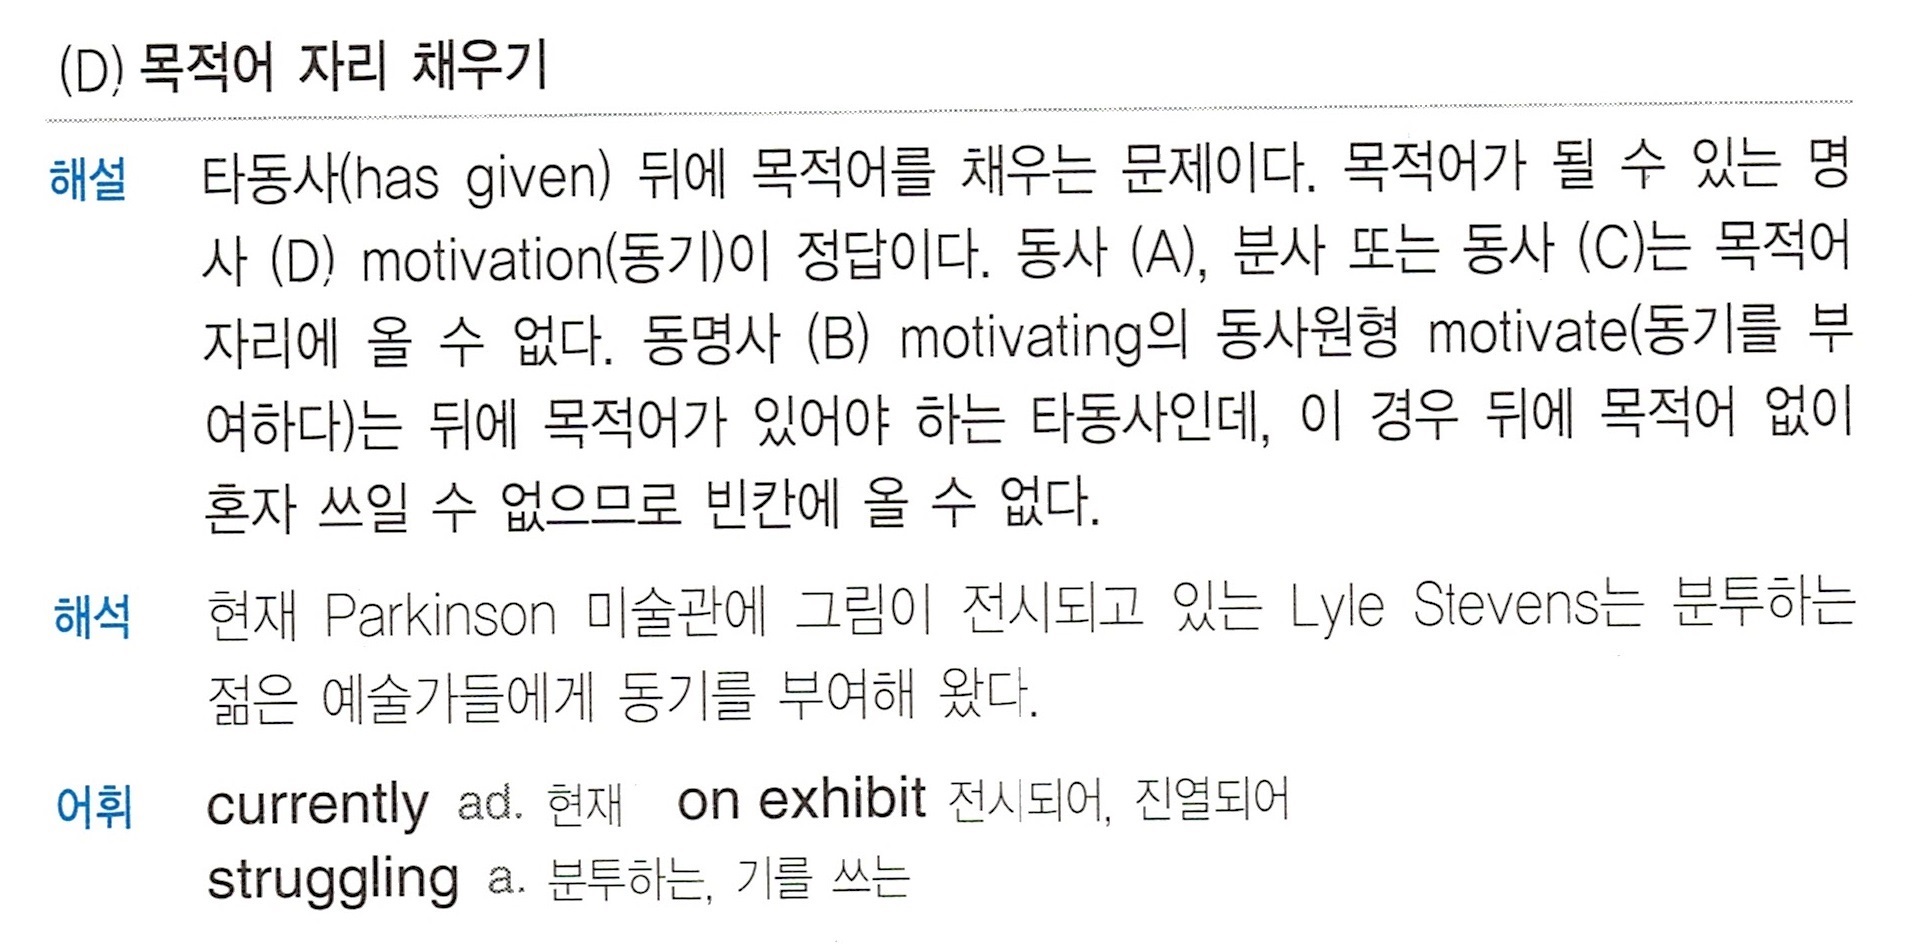 (D) 목적어 자리 채우기
해설 타동사(has given) 뒤에 목적어를 채우는 문제이다. 목적어가 될 수 있는 명
사 (D) motivation(동기)이 정답이다. 동사 (A), 분사 또는 동사 (C)는 목적어
자리에 올 수 없다. 동명사 (B) motivating의 동사원형 motivate(동기를 부
여하다)는 뒤에 목적어가 있어야 하는 타동사인데, 이 경우 뒤에 목적어 없이
혼자 쓰일 수 없으므로 빈칸에 올 수 없다.
해석 현재 Parkinson 미술관에 그림이 전시되고 있는 Lyle Stevens는 분투하는
젊은 예술가들에게 동기를 부여해 왔다.
어휘 currently ad. 현재 on exhibit 전시되어, 진열되어
struggling a. 분투하는, 기를 쓰는